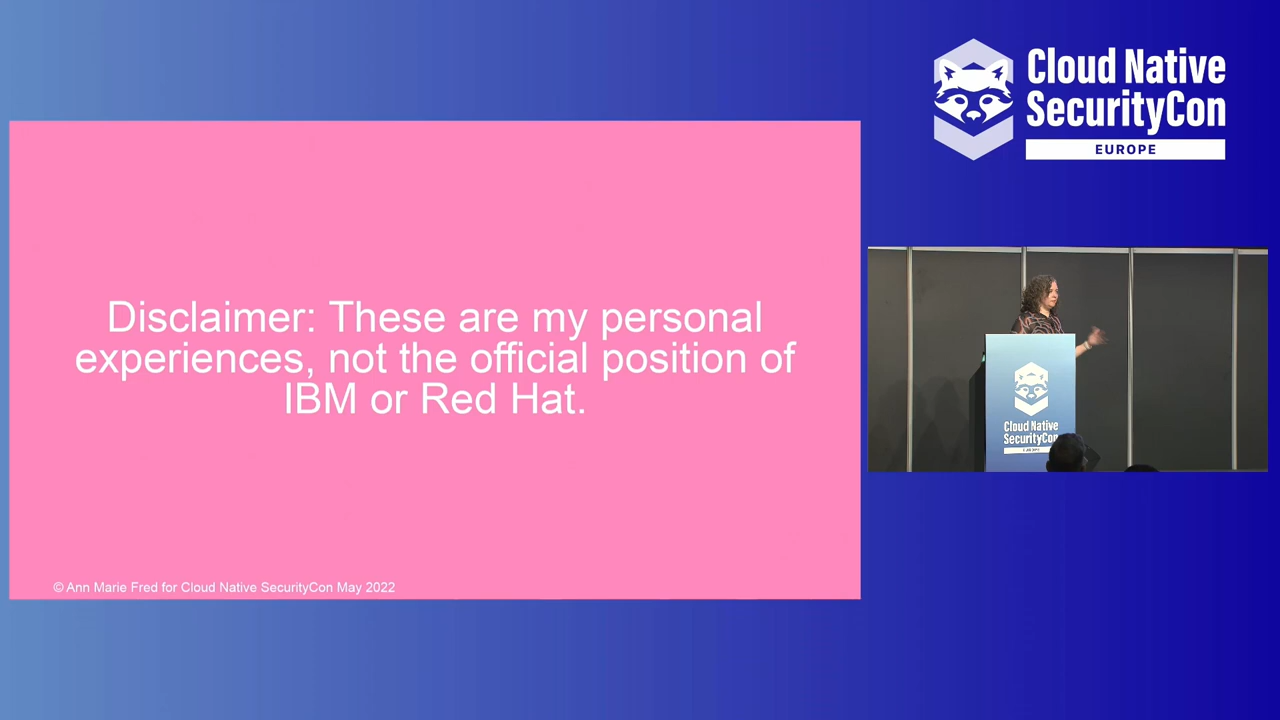 Cloud Native
SecurityCon
EUROPE
Disclaimer: These are my personal
experiences, not the official position of
IBM or Red Hat.
© Ann Marie Fred for Cloud Native SecurityCon May 2022
Cloud Native
SecurityCon